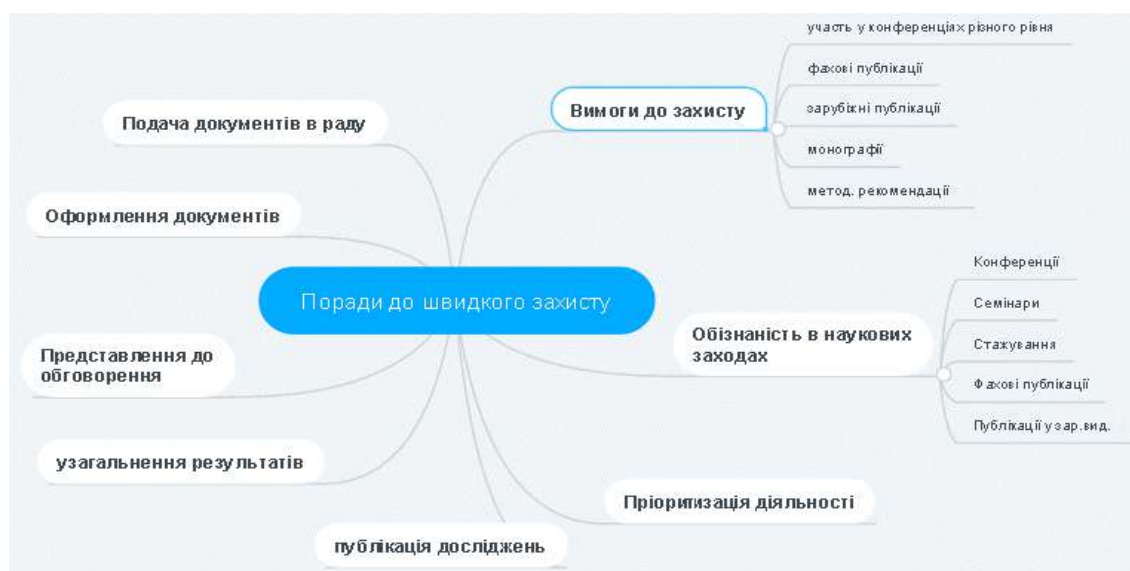 участь у конференціях різного рівня
фахові публікації
Вимоги до захисту
зарубіжні публікації
Подача документів в раду
монографії
метод. рекомендації
Оформлення документів
Конференції
Поради до швидкого захисту
Семінари
Обізнаність в наукових
заходах
Стажування
Представлення до
обговорення
Фахові публікації
Публікації у зар.вид.
узагальнення результатів
Пріоритизація діяльності
публікація досліджень